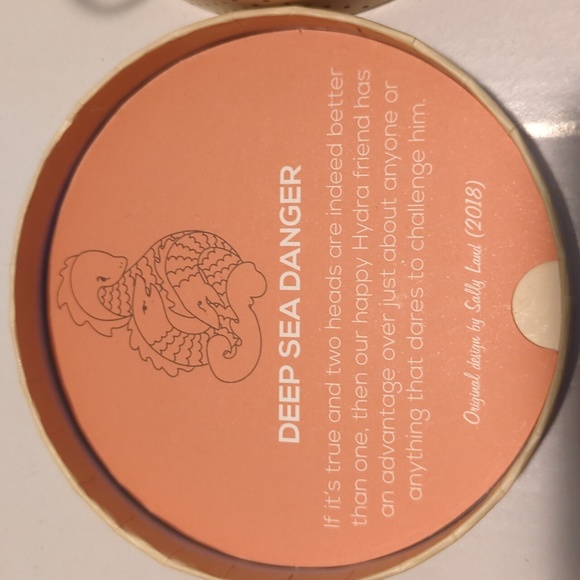 DEEP SEA DANGER
If it's true and two heads are indeed better
than one, then our happy Hydra friend has
an advantage over just about anyone or
anything that dares to challenge him.
Original design by Sally Land (2018)